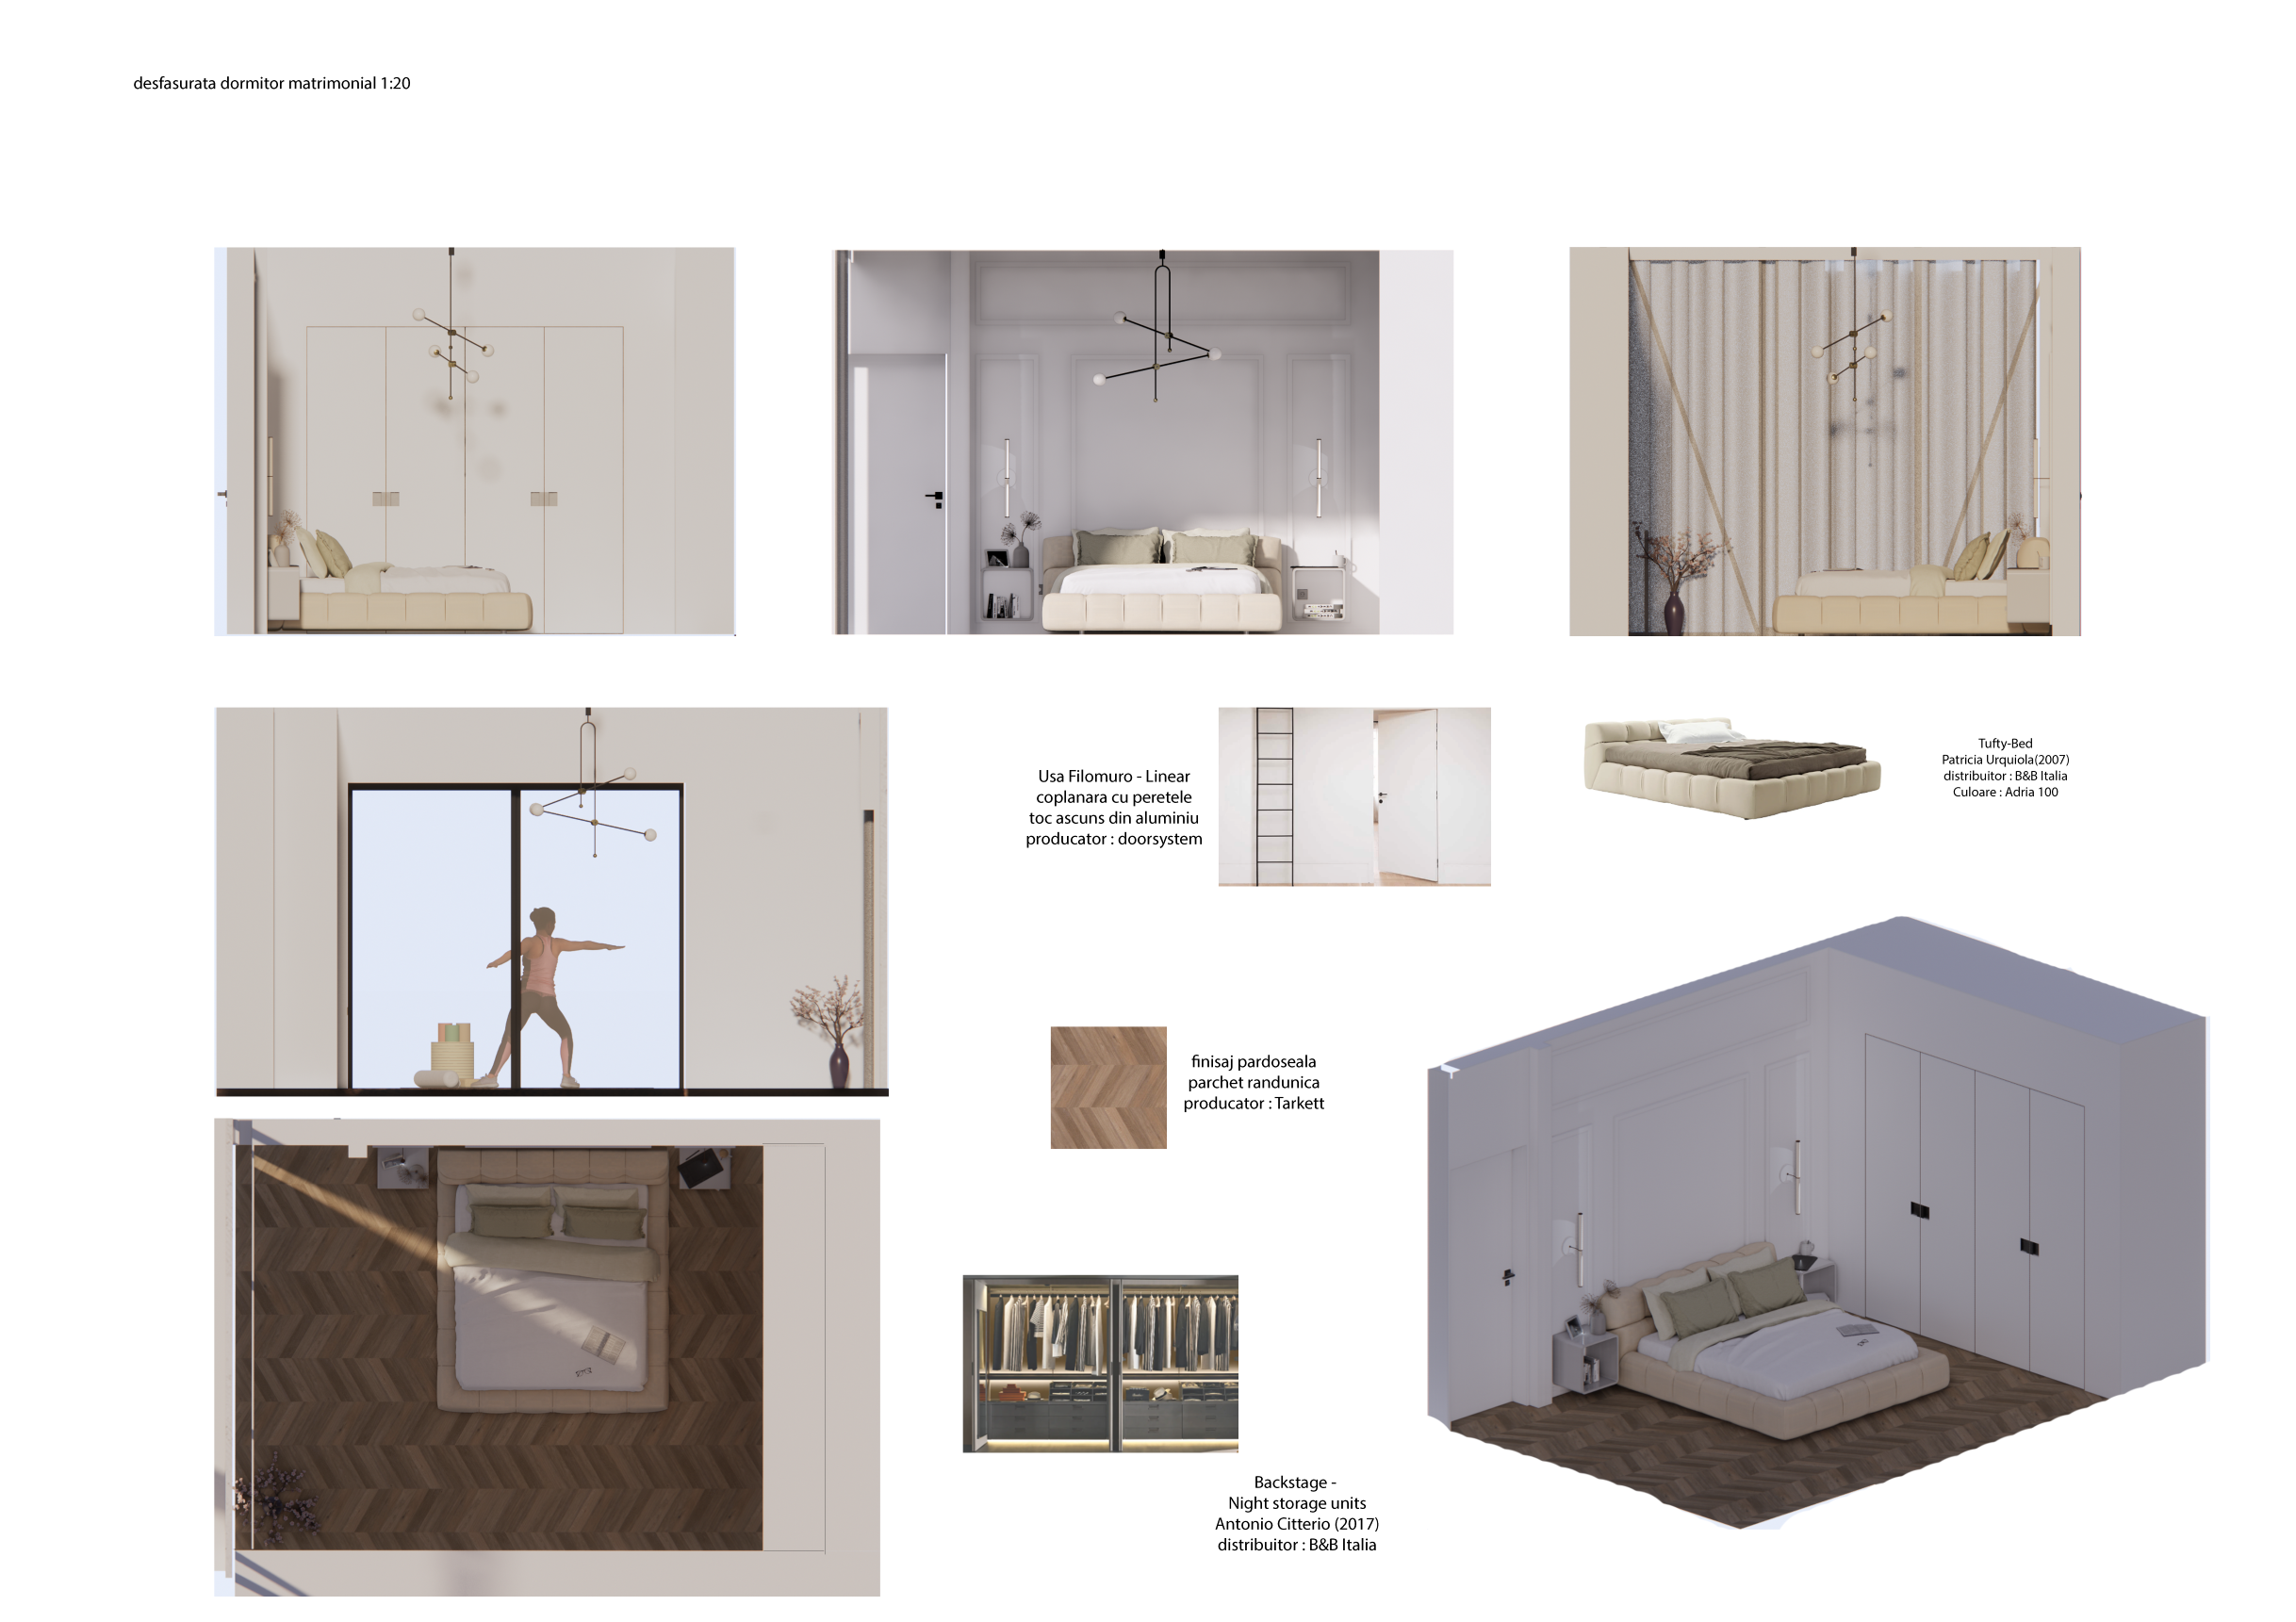 desfasurata dormitor matrimonial 1:20
Usa Filomuro - Linear
coplanara cu peretele
toc ascuns din aluminiu
producator : doorsystem
Tufty-Bed
Patricia Urquiola(2007)
distribuitor : B&B Italia
Culoare : Adria 100
finisaj pardoseala
parchet randunica
producator : Tarkett
Backstage -
Night storage units
Antonio Citterio (2017)
distribuitor : B&B Italia